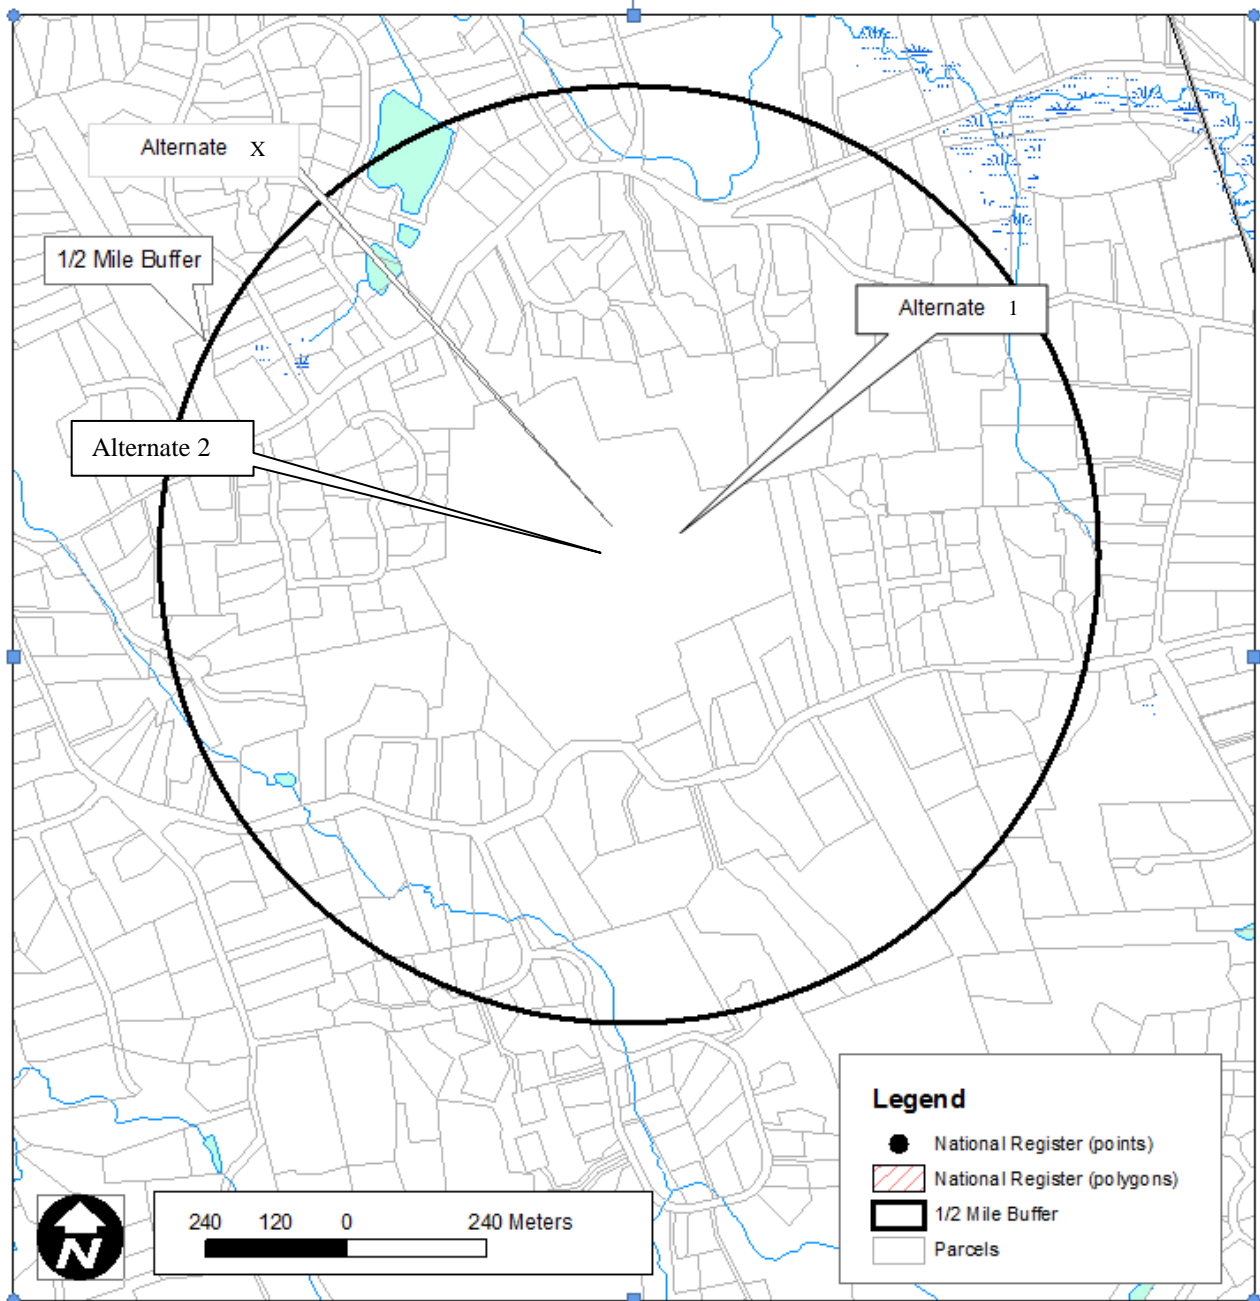 Alternate X
1/2 Mile Buffer
Alternate 1
Alternate 2
Legend
National Register (points)
National Register (polygons)
1/2 Mile Buffer
Parcels
N
240 120 0 240 Meters